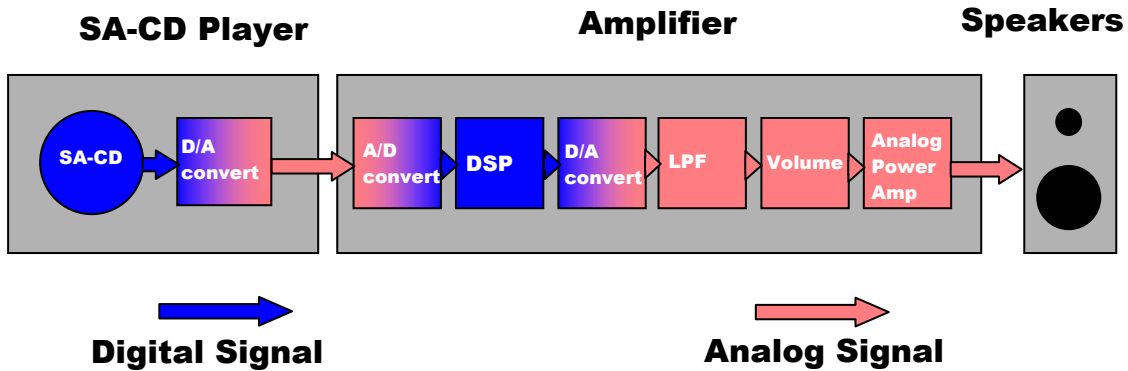 SA-CD Player
Amplifier
Speakers
SA-CD
D/A
convert
A/D
convert
DSP
D/A
convert
LPF
Volume
Analog
Power
Amp
Digital Signal
Analog Signal